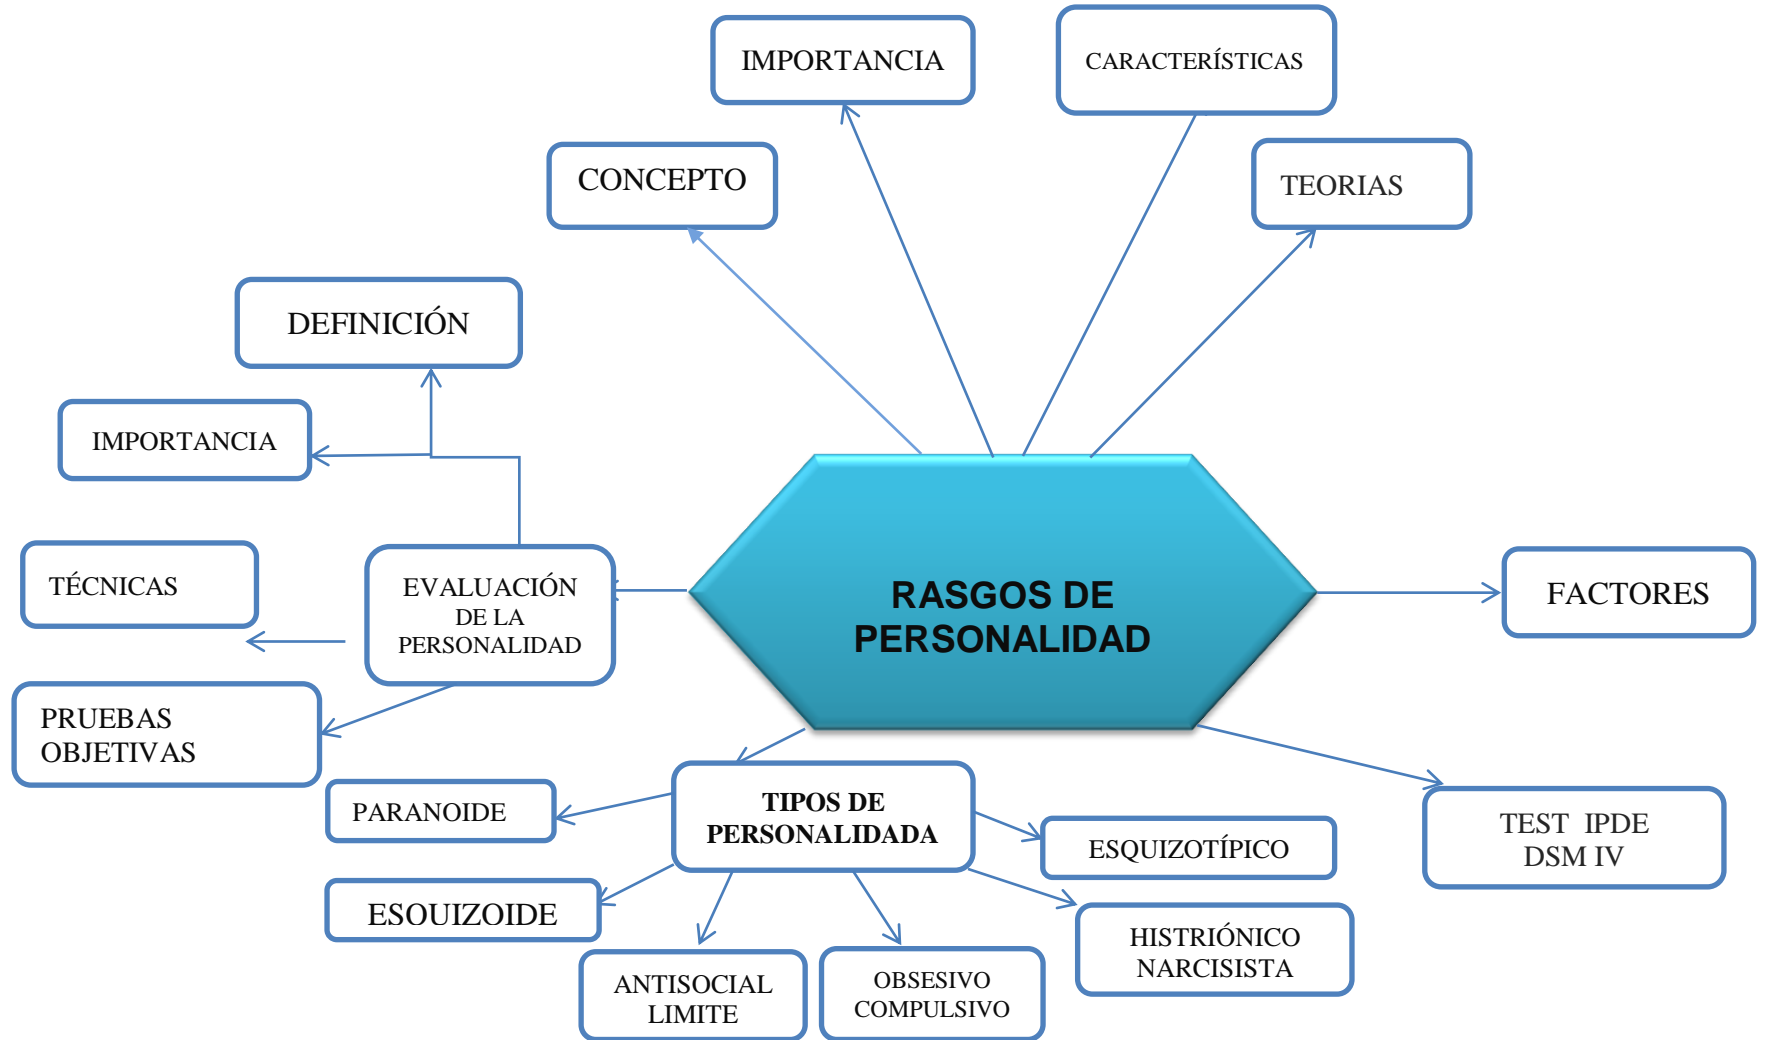 IMPORTANCIA
CARACTERÍSTICAS
CONCEPTO
TEORIAS
DEFINICIÓN
IMPORTANCIA
TÉCNICAS
EVALUACIÓN
DE LA
PERSONALIDAD
RASGOS DE
PERSONALIDAD
FACTORES
PRUEBAS
OBJETIVAS
PARANOIDE
TIPOS DE
PERSONALIDADA
ESQUIZOTÍPICO
TEST IPDE
DSM IV
ESOUIZOIDE
ANTISOCIAL
LIMITE
OBSESIVO
COMPULSIVO
HISTRIÓNICO
NARCISISTA